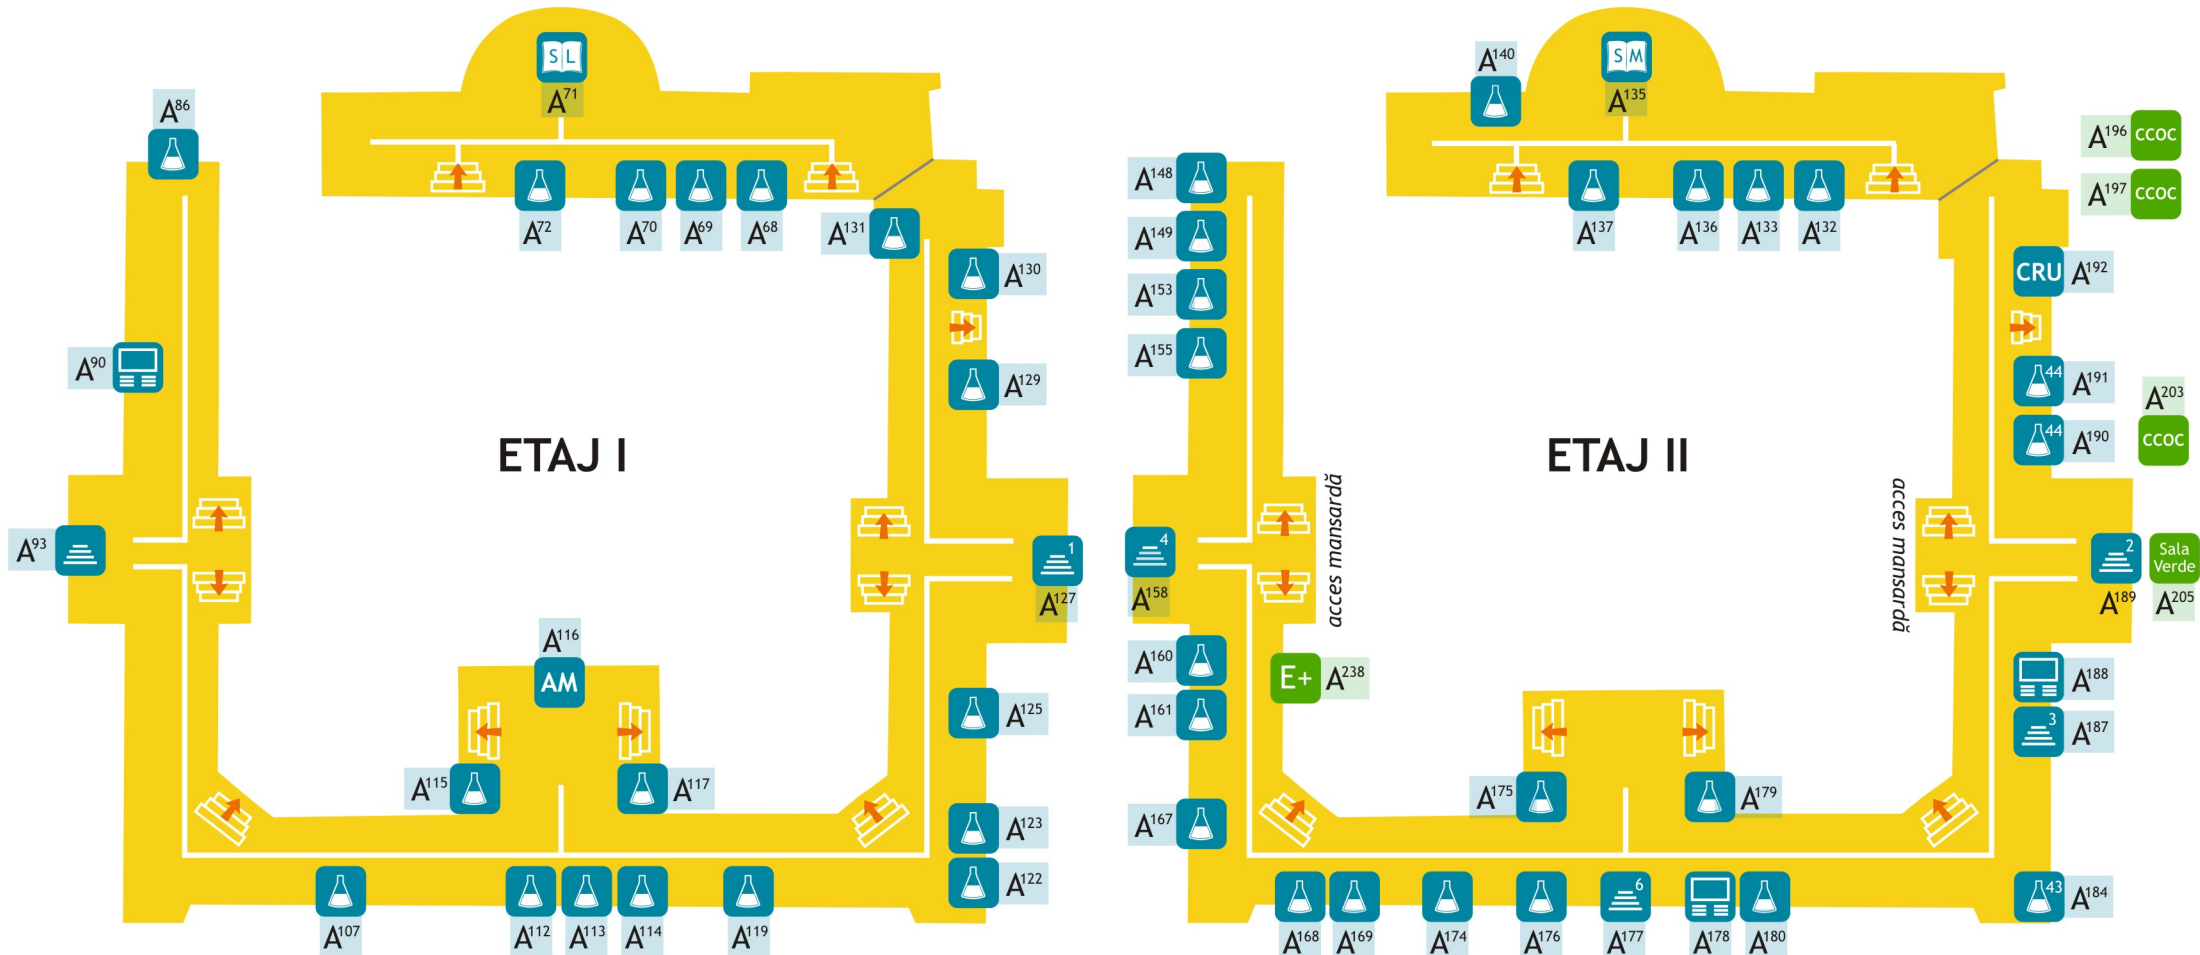 ETAJ I
S L
A71
A86
A72
A70
A69
A68
A131
A130
A90
A129
A93
1
A127
A116
AM
A125
A115
A117
A123
A122
A107
A112
A113
A114
A119
ETAJ II
A140
S M
A135
A196 CCOC
A197 CCOC
A148
A137
A136
A133
A132
A149
CRU A192
A153
A155
44 A191
A203
CCOC
44 A190
acces mansardă
acces mansardă
4
A158
2
A189
Sala
Verde
A205
A160
E+ A238
A188
A161
3 A187
A175
A179
A167
43 A184
6
A168
A169
A174
A176
A177
A178
A180